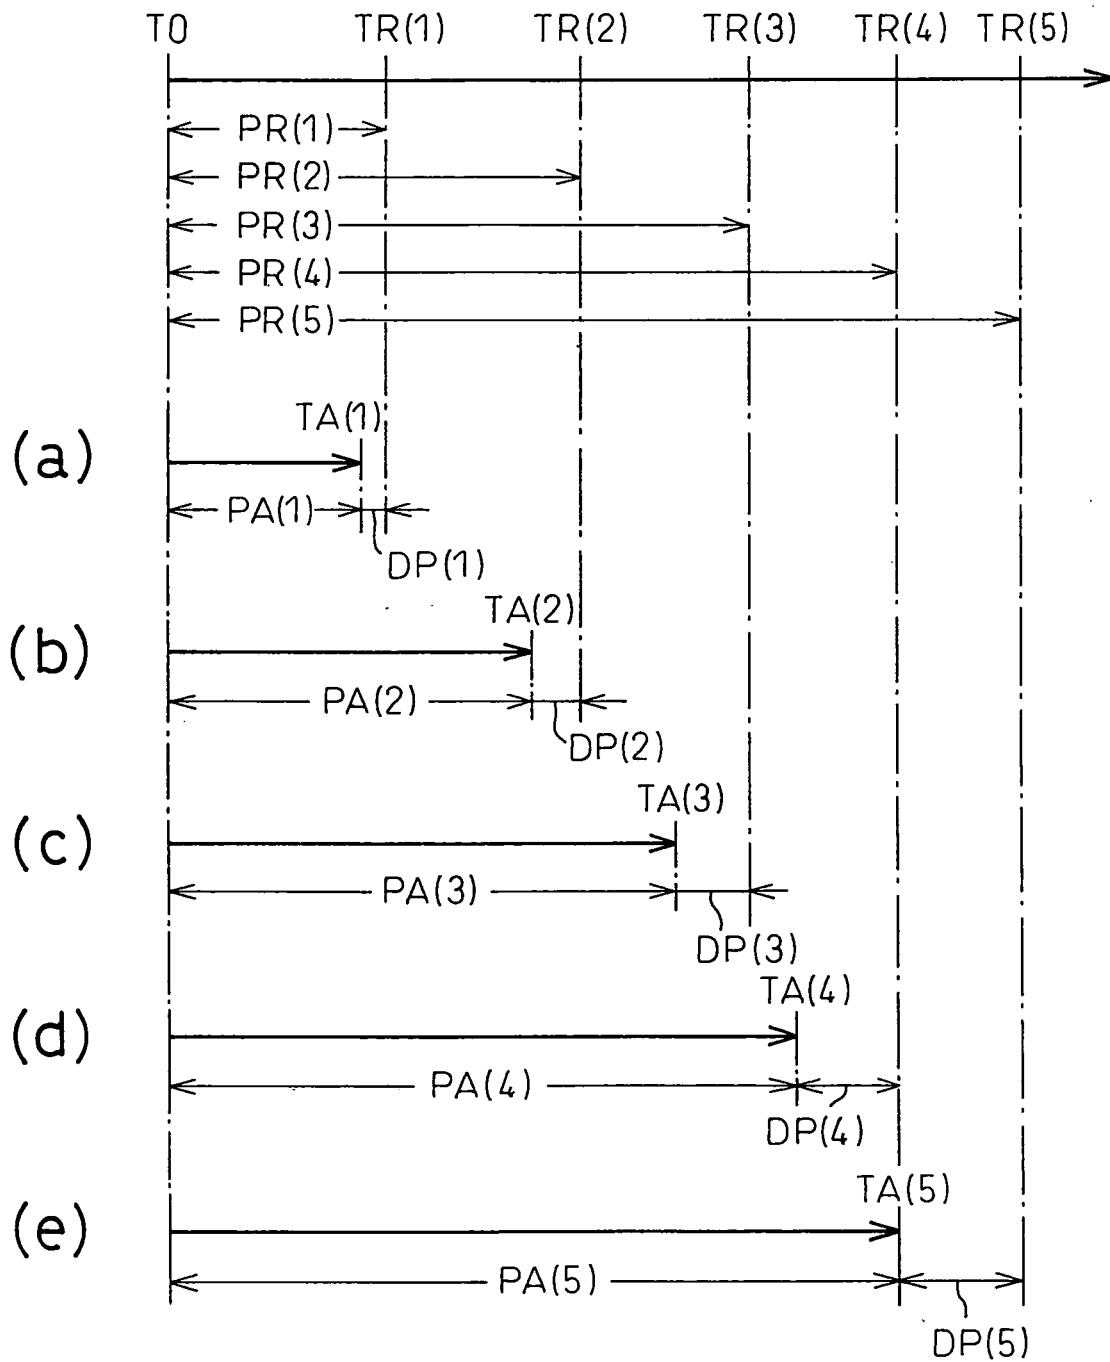 T0 TR(1) TR(2) TR(3) TR(4) TR(5)
PR(1)
PR(2)
PR(3)
PR(4)
PR(5)
(a)
TA(1)
PA(1)
DP(1)
(b)
TA(2)
PA(2)
DP(2)
(c)
TA(3)
PA(3)
DP(3)
(d)
TA(4)
PA(4)
DP(4)
(e)
TA(5)
PA(5)
DP(5)